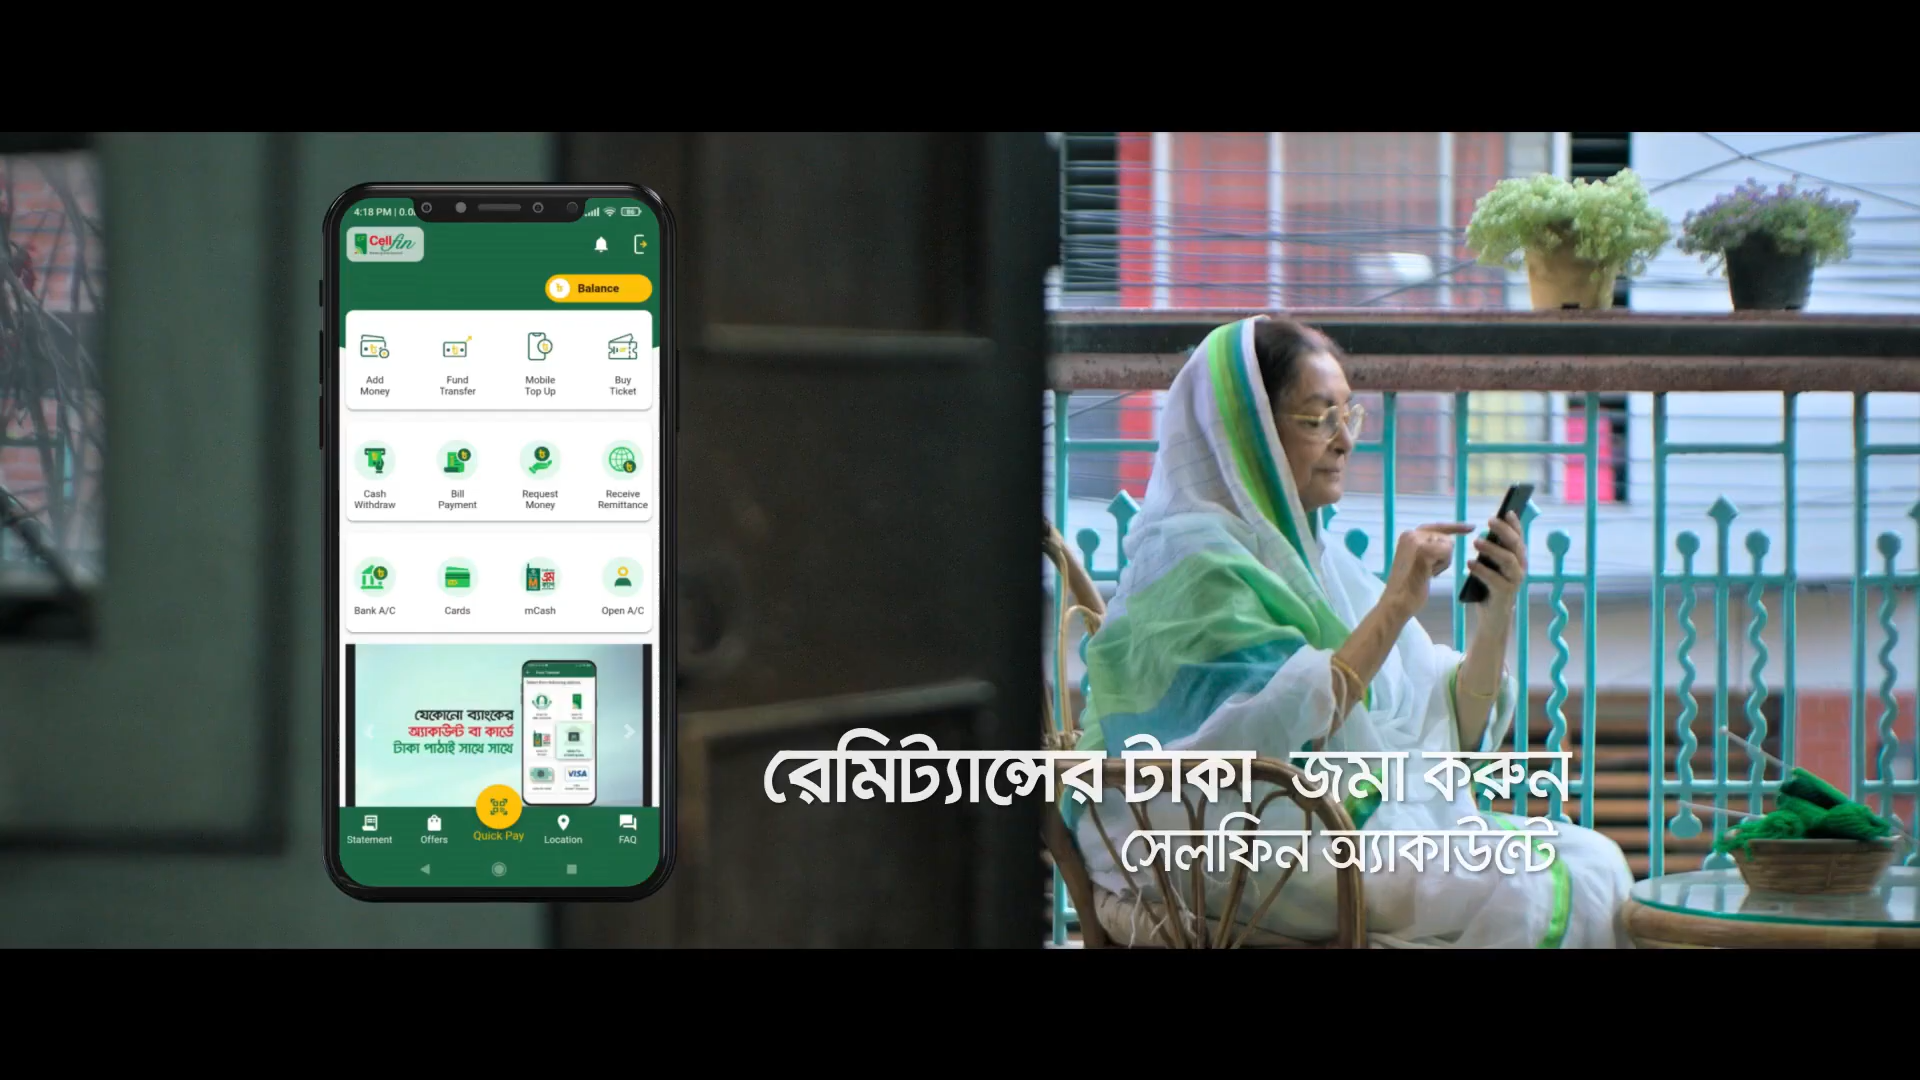 4:18 PM | 0.0
Cellfin
Balance
Add Money
Fund Transfer
Mobile Top Up
Buy Ticket
Cash Withdraw
Bill Payment
Request Money
Receive Remittance
Bank A/C
Cards
mCash
Open A/C
যেকোনো ব্যাংকের
অ্যাকাউন্ট বা কার্ডে
টাকা পাঠাই সাথে সাথে
VISA
Statement
Offers
Quick Pay
Location
FAQ
রেমিট্যান্সের টাকা জমা করুন
সেলফিন অ্যাকাউন্টে